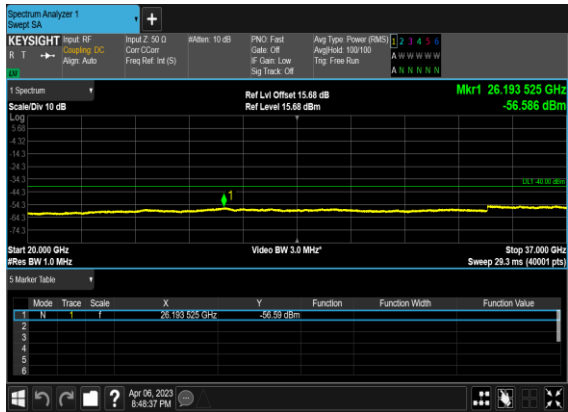 Spectrum Analyzer 1
Swept SA
+
KEYSIGHT Input: RF Input Z: 50 Ω #Atten: 10 dB PNO: Fast Avg Type: Power (RMS) 1 2 3 4 5 6
R T Coupling: DC Corr CCorr Gate: Off Avg|Hold: 100/100 A W W W W W
Align: Auto Freq Ref: Int (S) IF Gain: Low Trig: Free Run
LW Sig Track: Off A N N N N N
1 Spectrum Ref Lvl Offset 15.68 dB Mkr1 26.193 525 GHz
Scale/Div 10 dB Ref Level 15.68 dBm -56.586 dBm
Log
5.68
-4.32
-14.3
-24.3
-34.3
DL1 -40.00 dBm
-44.3
1
-54.3
-64.3
-74.3
Start 20.000 GHz Video BW 3.0 MHz* Stop 37.000 GHz
#Res BW 1.0 MHz Sweep 29.3 ms (40001 pts)
5 Marker Table
Mode Trace Scale X Y Function Function Width Function Value
1 N 1 f 26.193 525 GHz -56.59 dBm
2
3
4
5
6
? Apr 06, 2023
8:48:37 PM